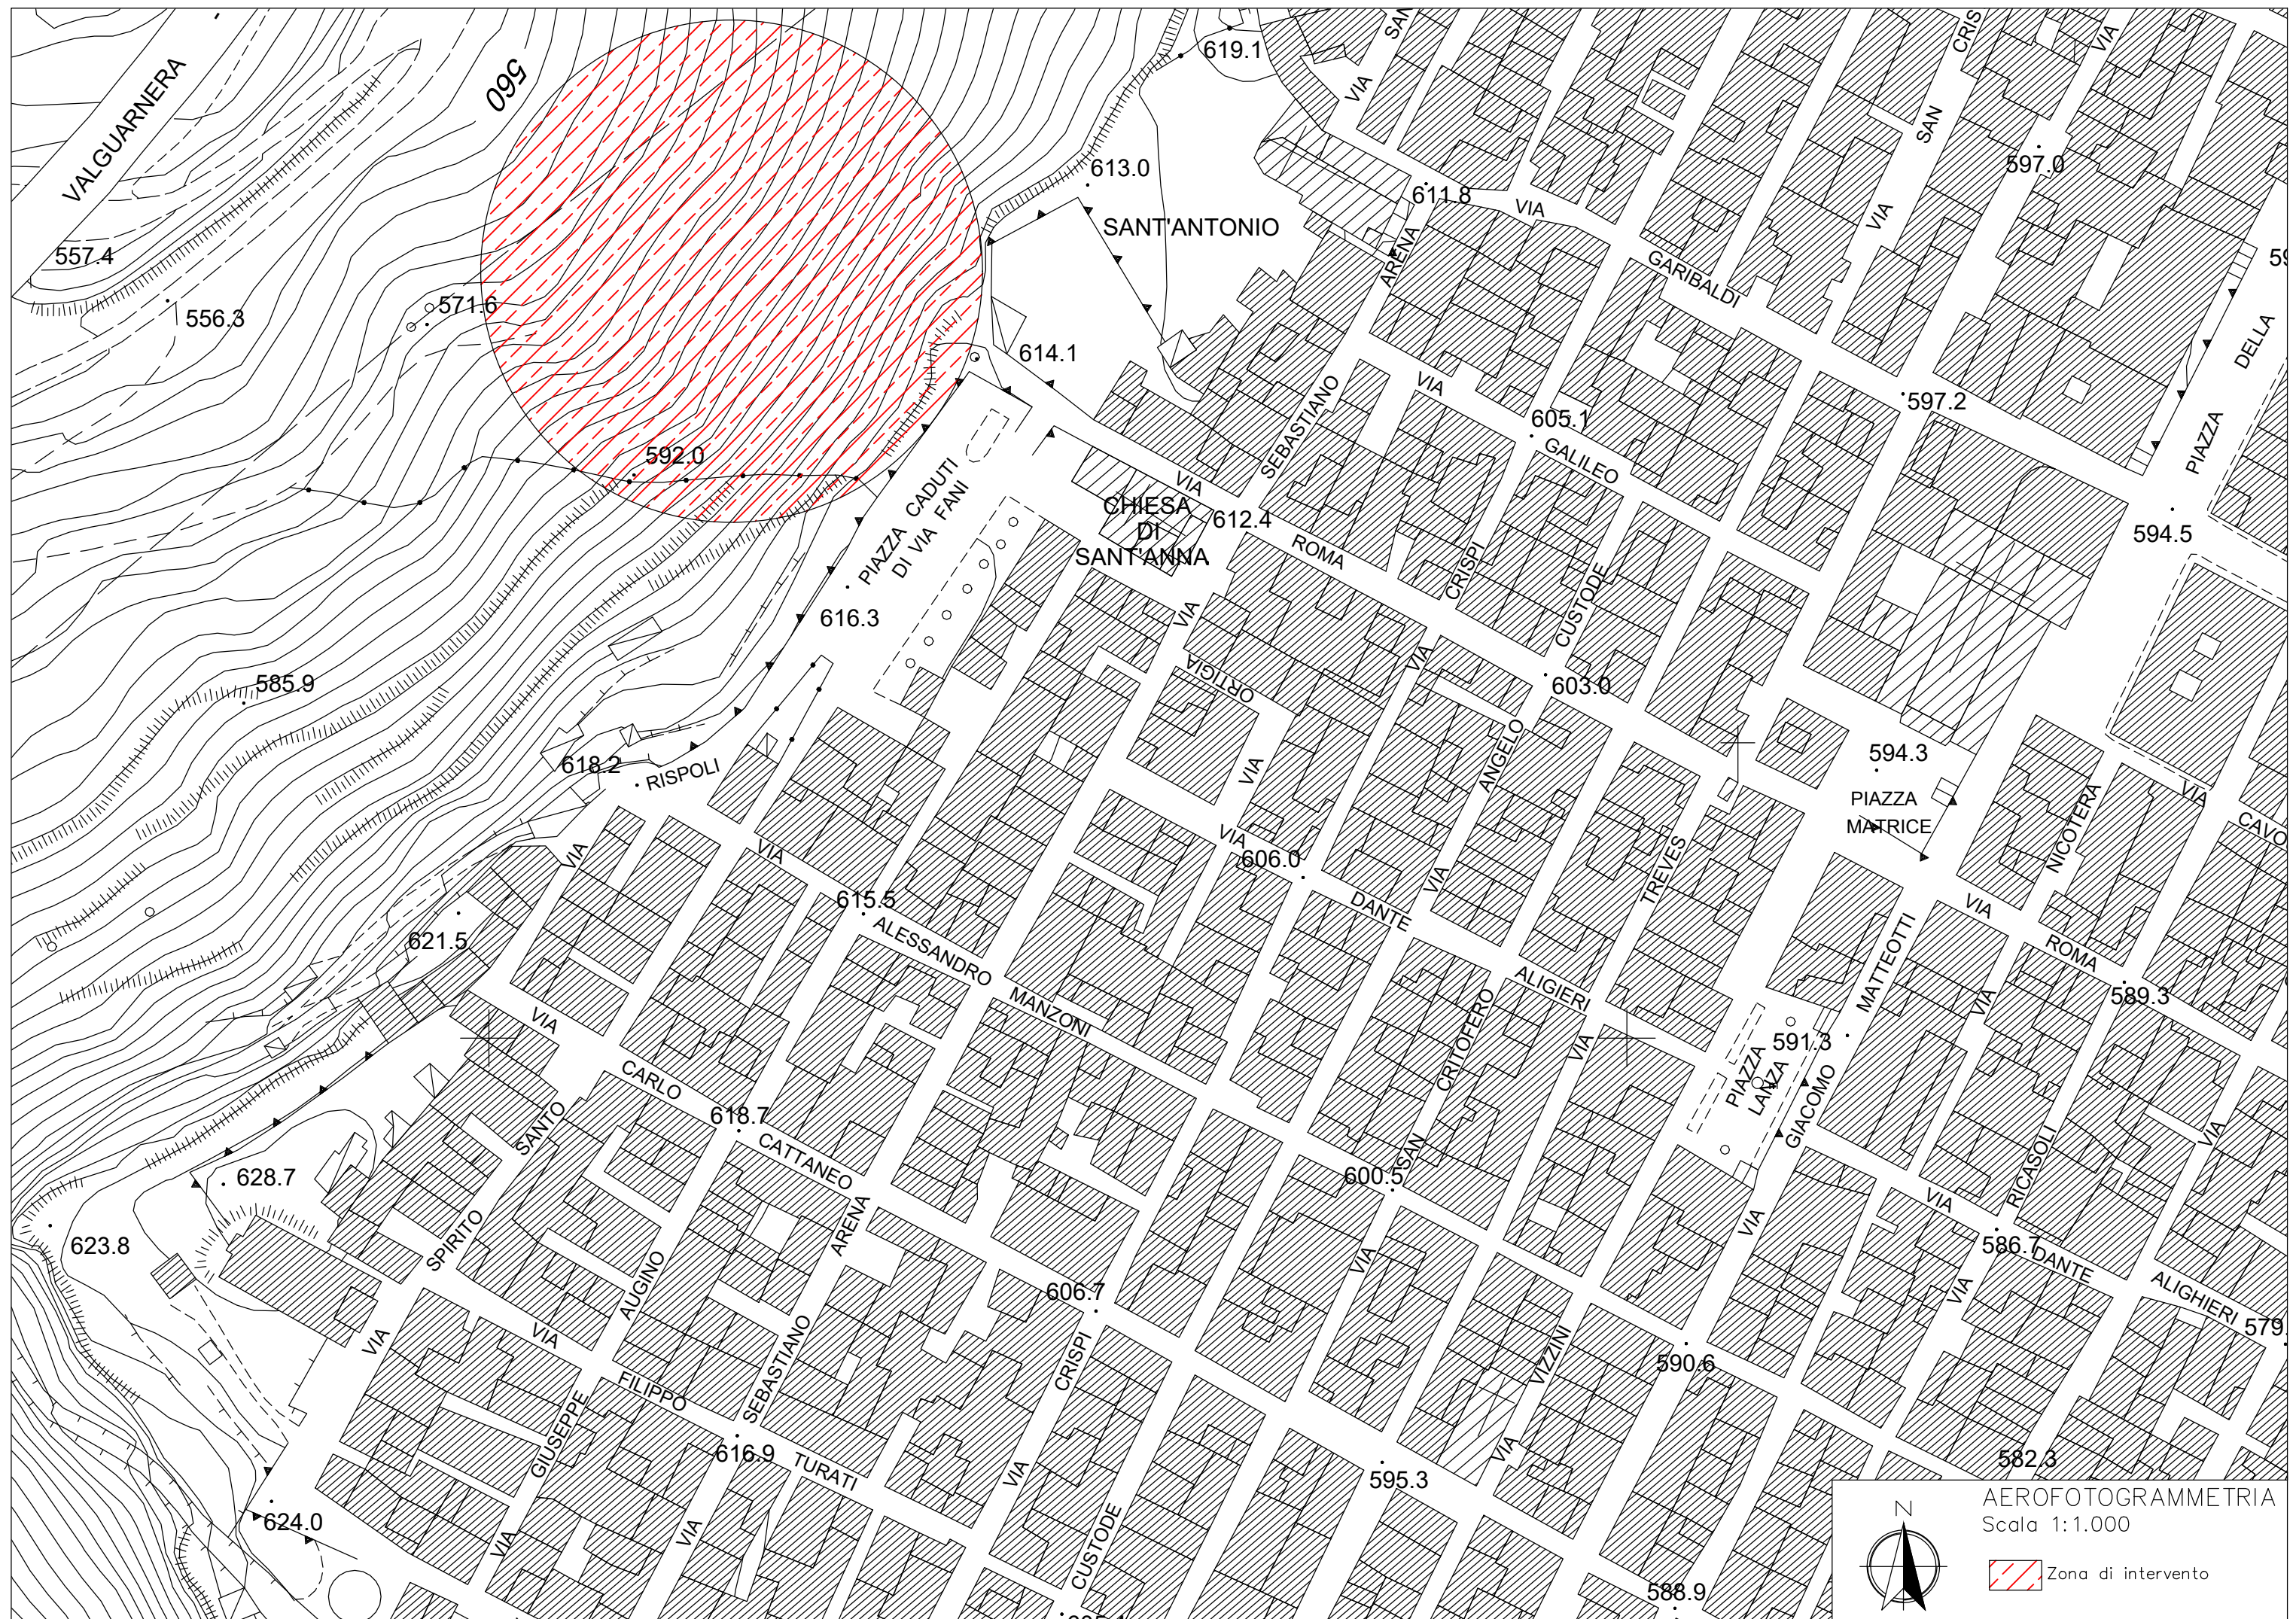 VALGUARNERA
560
619.1
SAN
VIA
CRIS
VIA
SAN
613.0
611.8
VIA
597.0
SANT'ANTONIO
VIA
ARENA
GARIBALDI
557.4
556.3
571.6
614.1
DELLA
PIAZZA
SEBASTIANO
VIA
597.2
605.1
GALILEO
592.0
VIA
PIAZZA CADUTI
DI VIA FANI
CHIESA
DI
SANT'ANNA
612.4
ROMA
CRISPI
CUSTODE
594.5
616.3
VIA
ORTIGIA
VIA
603.0
585.9
618.2
RISPOLI
VIA
ANGELO
594.3
PIAZZA
MATRICE
NICOTERA
VIA
CAVO
VIA
VIA
VIA
606.0
VIA
TREVES
615.5
ALESSANDRO
MANZONI
DANTE
ALIGIERI
MATTEOTTI
VIA
ROMA
589.3
621.5
VIA
CARLO
CRITOFERO
VIA
591.3
PIAZZA
LANZA
GIACOMO
VIA
618.7
CATTANEO
SANTO
SPIRITO
628.7
623.8
ARENA
600.5
SAN
VIA
VIA
RICASOLI
VIA
586.7
DANTE
ALIGHIERI
579.
AUGINO
606.7
VIA
VIA
VIA
VIA
FILIPPO
SEBASTIANO
CRISPI
VIZZINI
590.6
GIUSEPPE
616.9
TURATI
VIA
VIA
595.3
582.3
624.0
VIA
VIA
CUSTODE
588.9
AEROFOTOGRAMMETRIA
Scala 1:1.000
N
Zona di intervento